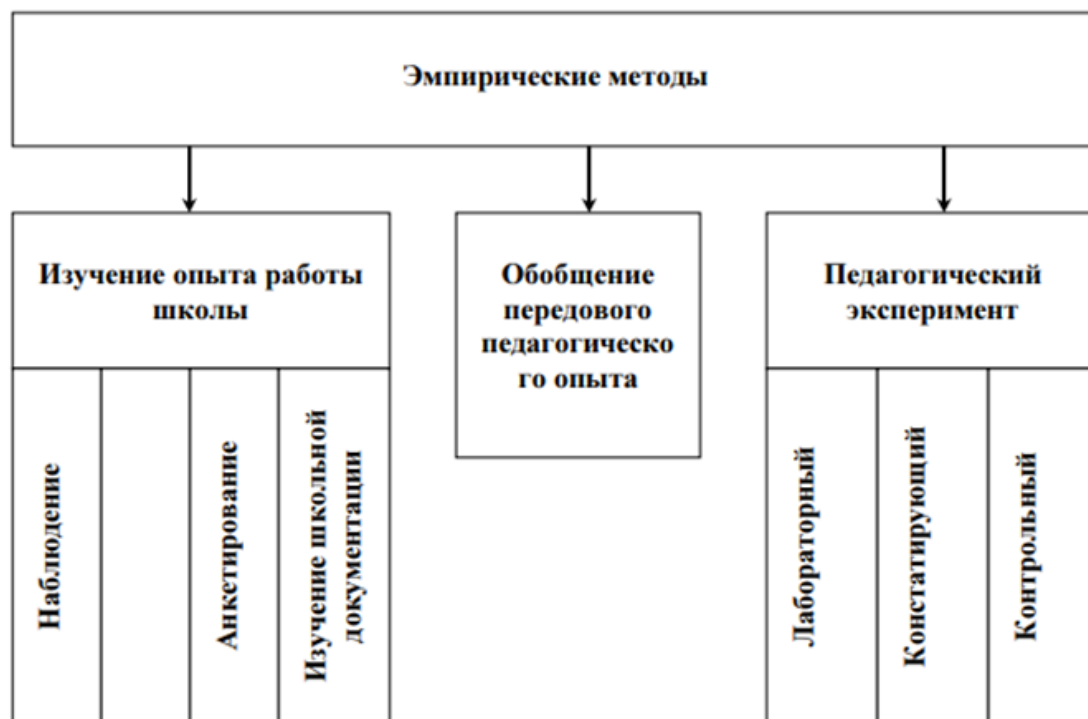 Эмпирические методы
Изучение опыта работы
школы
Обобщение
передового
педагогическо
го опыта
Педагогический
эксперимент
Наблюдение
Анкетирование
Изучение школьной
документации
Лабораторный
Констатирующий
Контрольный